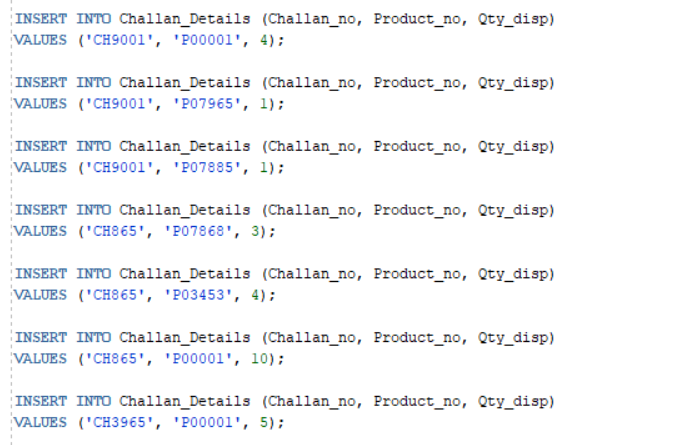 INSERT INTO Challan_Details (Challan_no, Product_no, Qty_disp)
VALUES ('CH9001', 'P00001', 4);
INSERT INTO Challan_Details (Challan_no, Product_no, Qty_disp)
VALUES ('CH9001', 'P07965', 1);
INSERT INTO Challan_Details (Challan_no, Product_no, Qty_disp)
VALUES ('CH9001', 'P07885', 1);
INSERT INTO Challan_Details (Challan_no, Product_no, Qty_disp)
VALUES ('CH865', 'P07868', 3);
INSERT INTO Challan_Details (Challan_no, Product_no, Qty_disp)
VALUES ('CH865', 'P03453', 4);
INSERT INTO Challan_Details (Challan_no, Product_no, Qty_disp)
VALUES ('CH865', 'P00001', 10);
INSERT INTO Challan_Details (Challan_no, Product_no, Qty_disp)
VALUES ('CH3965', 'P00001', 5);